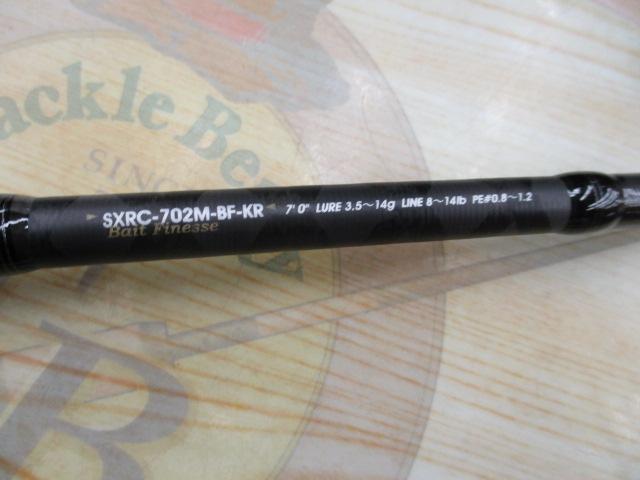 ackle Be
SINC
SXRC-702M-BF-KR 7'0" LURE 3.5~14g LINE 8~14lb PE#0.8~1.2
Bait Finesse
B